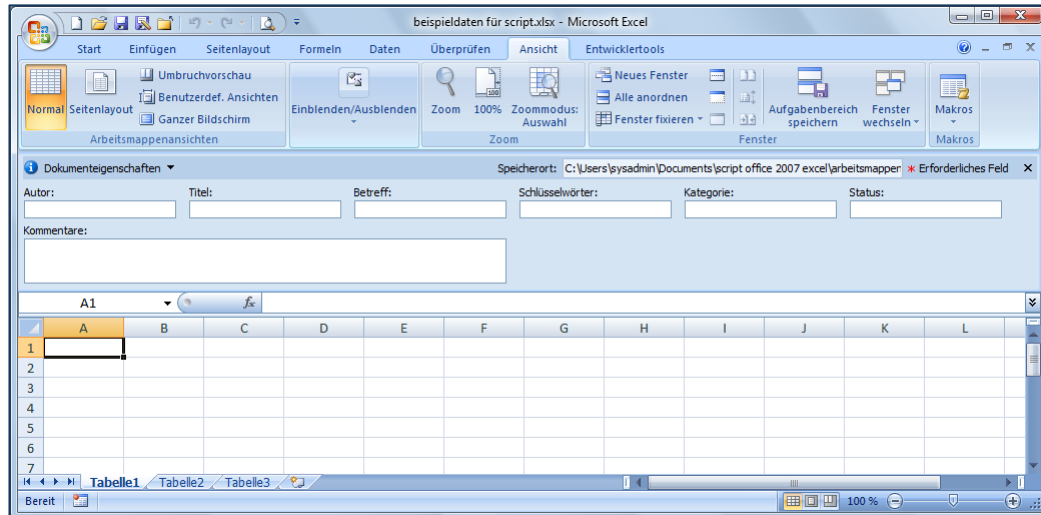 beispieldaten für script.xlsx - Microsoft Excel
Start Einfügen Seitenlayout Formeln Daten Überprüfen Ansicht Entwicklertools
Normal Seitenlayout
Umbruchvorschau
Benutzerdef. Ansichten
Ganzer Bildschirm
Arbeitsmappenansichten
Einblenden/Ausblenden
Zoom 100% Zoommodus:
Auswahl
Zoom
Neues Fenster
Alle anordnen
Fenster fixieren
Aufgabenbereich
speichern
Fenster
wechseln
Fenster
Makros
Makros
Dokumenteigenschaften Speicherort: C:\Users\sysadmin\Documents\script office 2007 excel\arbeitsmappen * Erforderliches Feld
Autor: Titel: Betreff: Schlüsselwörter: Kategorie: Status:
Kommentare:
A1 fx
A B C D E F G H I J K L
1
2
3
4
5
6
7
Tabelle1 Tabelle2 Tabelle3
Bereit 100 %